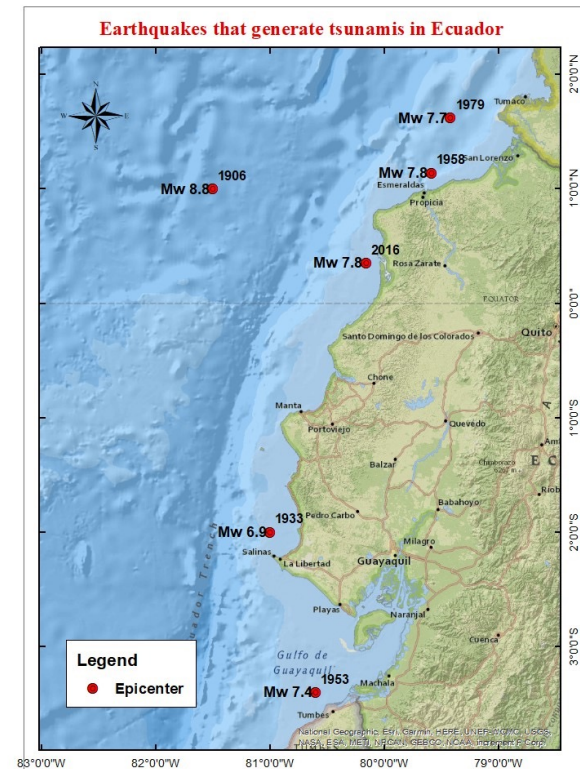 Earthquakes that generate tsunamis in Ecuador
2°0'0"N
1°0'0"N
0°0'0"
1°0'0"S
2°0'0"S
3°0'0"S
N
W
E
S
Tumaco
1979
Mw 7.7
1958
San Lorenzo
Mw 7.8
Esmeraldas
Propicia
1906
Mw 8.8
2016
Mw 7.8
Rosa Zarate
EQUATOR
Quito
Santo Domingo de los Colorados
Chone
Manta
Portoviejo
Quevedo
A
Balzar
Chimborazo
6267 m
E C
Babahoyo
1933
Pedro Carbo
Mw 6.9
Milagro
Salinas
La Libertad
Guayaquil
Playas
Naranjal
Cuenca
Gulfo de
Guayaquil
1953
Machala
Mw 7.4
Tumbes
Legend
Epicenter
National Geographic, Esri, Garmin, HERE, UNEP-WCMC, USGS,
NASA, ESA, METI, NRCAN, GEBCO, NOAA, increment P Corp.
83°0'0"W
82°0'0"W
81°0'0"W
80°0'0"W
79°0'0"W